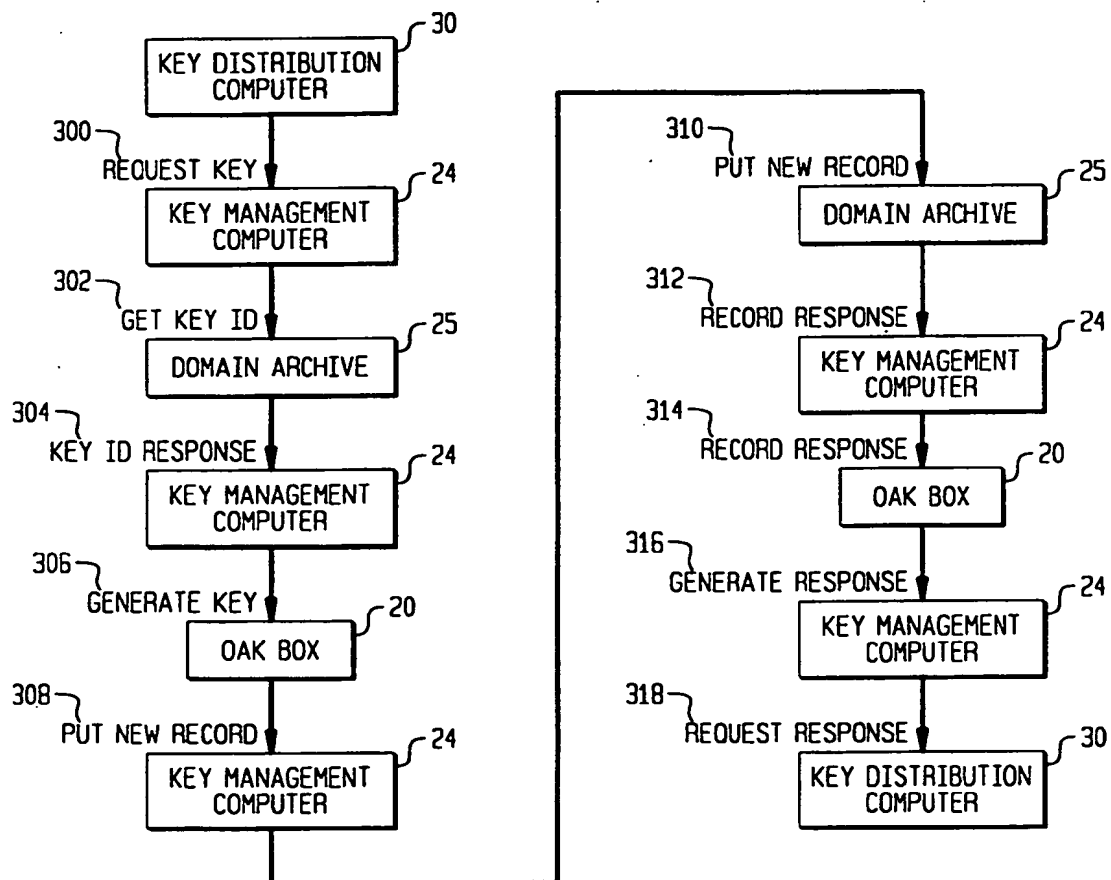 30
KEY DISTRIBUTION
COMPUTER
300
REQUEST KEY
24
KEY MANAGEMENT
COMPUTER
302
GET KEY ID
25
DOMAIN ARCHIVE
304
KEY ID RESPONSE
24
KEY MANAGEMENT
COMPUTER
306
GENERATE KEY
20
OAK BOX
308
PUT NEW RECORD
24
KEY MANAGEMENT
COMPUTER
310
PUT NEW RECORD
25
DOMAIN ARCHIVE
312
RECORD RESPONSE
24
KEY MANAGEMENT
COMPUTER
314
RECORD RESPONSE
20
OAK BOX
316
GENERATE RESPONSE
24
KEY MANAGEMENT
COMPUTER
318
REQUEST RESPONSE
30
KEY DISTRIBUTION
COMPUTER